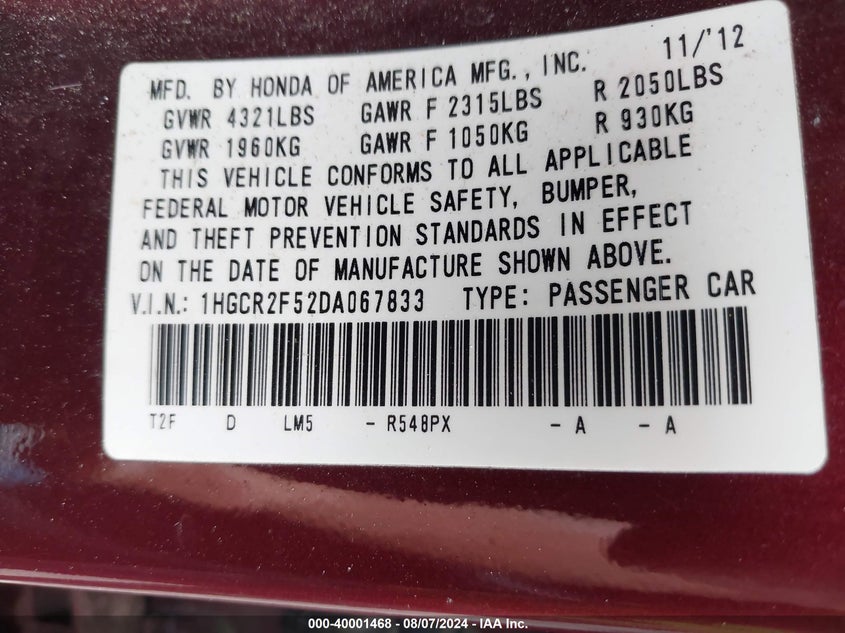 11/'12
MFD. BY HONDA OF AMERICA MFG., INC.
GVWR 4321LBS GAWR F 2315LBS R 2050LBS
GVWR 1960KG GAWR F 1050KG R 930KG
THIS VEHICLE CONFORMS TO ALL APPLICABLE
FEDERAL MOTOR VEHICLE SAFETY, BUMPER,
AND THEFT PREVENTION STANDARDS IN EFFECT
ON THE DATE OF MANUFACTURE SHOWN ABOVE.
V.I.N.: 1HGCR2F52DA067833 TYPE: PASSENGER CAR
T2F D LM5 - R548PX - A - A
000-40001468 - 08/07/2024 - IAA Inc.